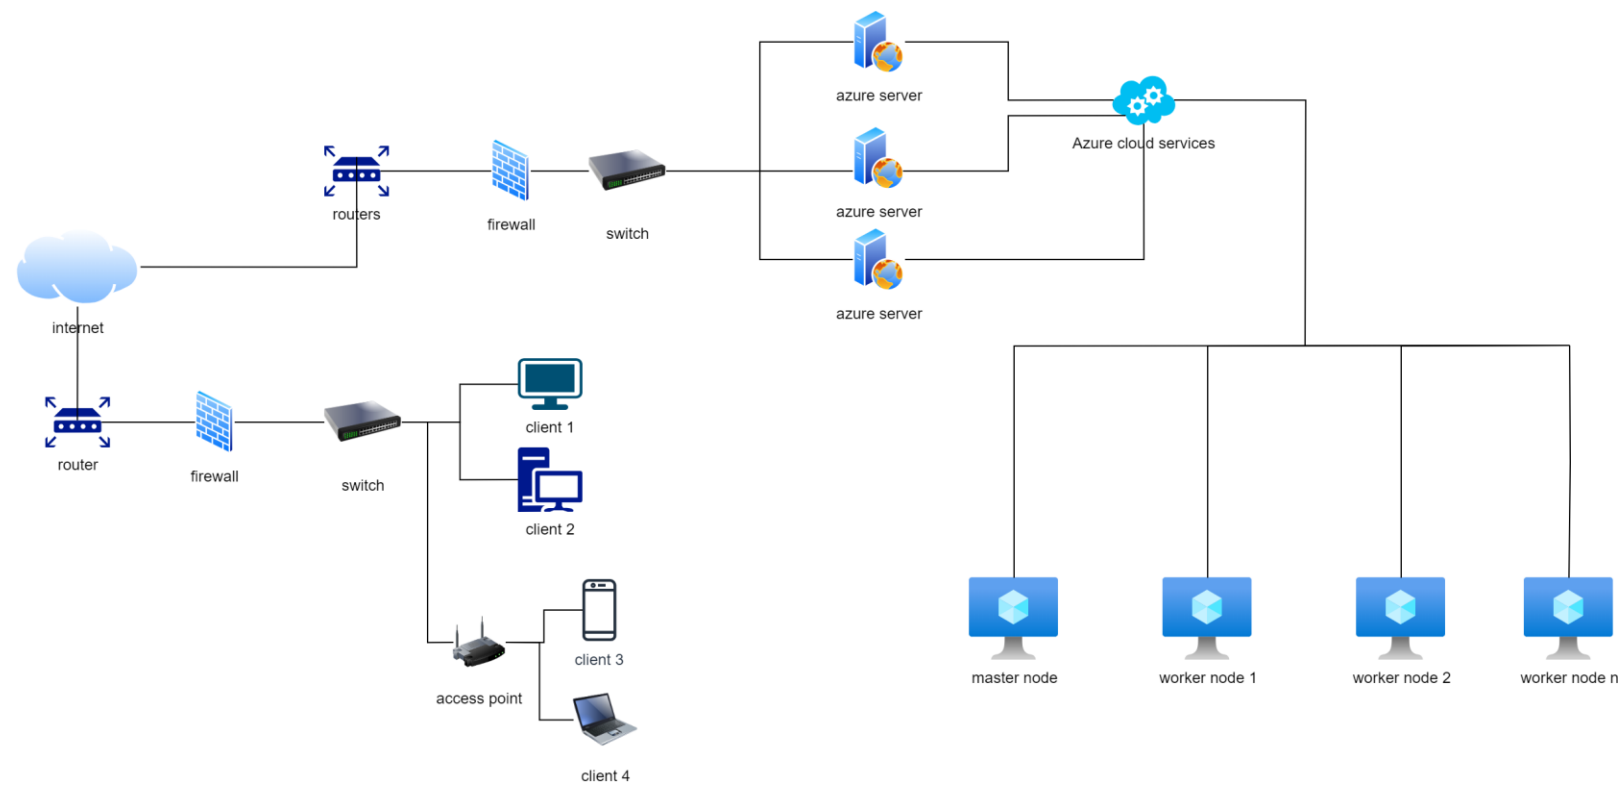 azure server
Azure cloud services
azure server
routers
firewall
switch
azure server
internet
client 1
router
firewall
switch
client 2
client 3
access point
client 4
master node
worker node 1
worker node 2
worker node n